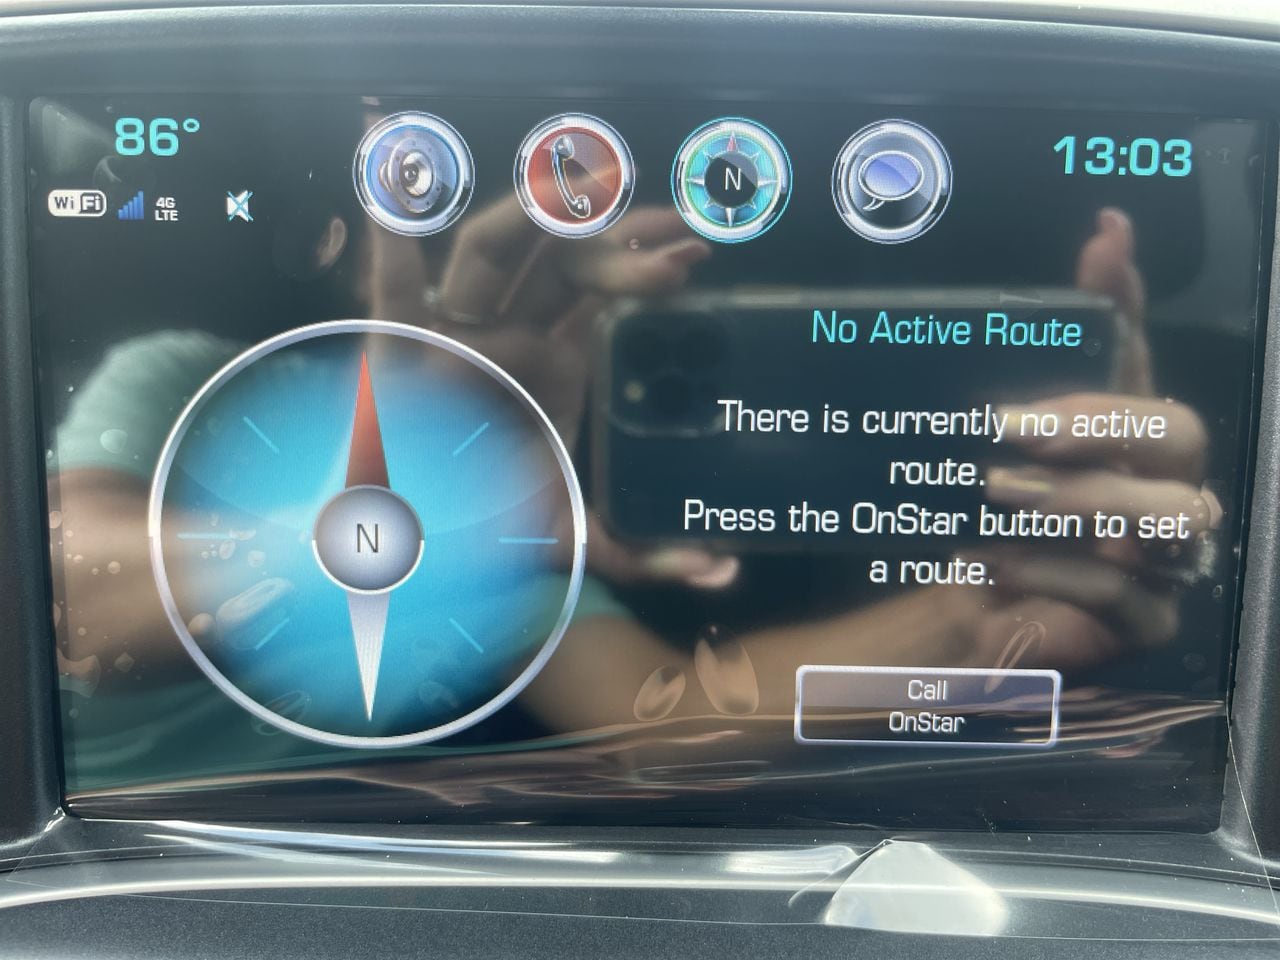 86°
13:03
WiFi
4G
LTE
N
No Active Route
There is currently no active
route.
Press the OnStar button to set
a route.
N
Call
OnStar